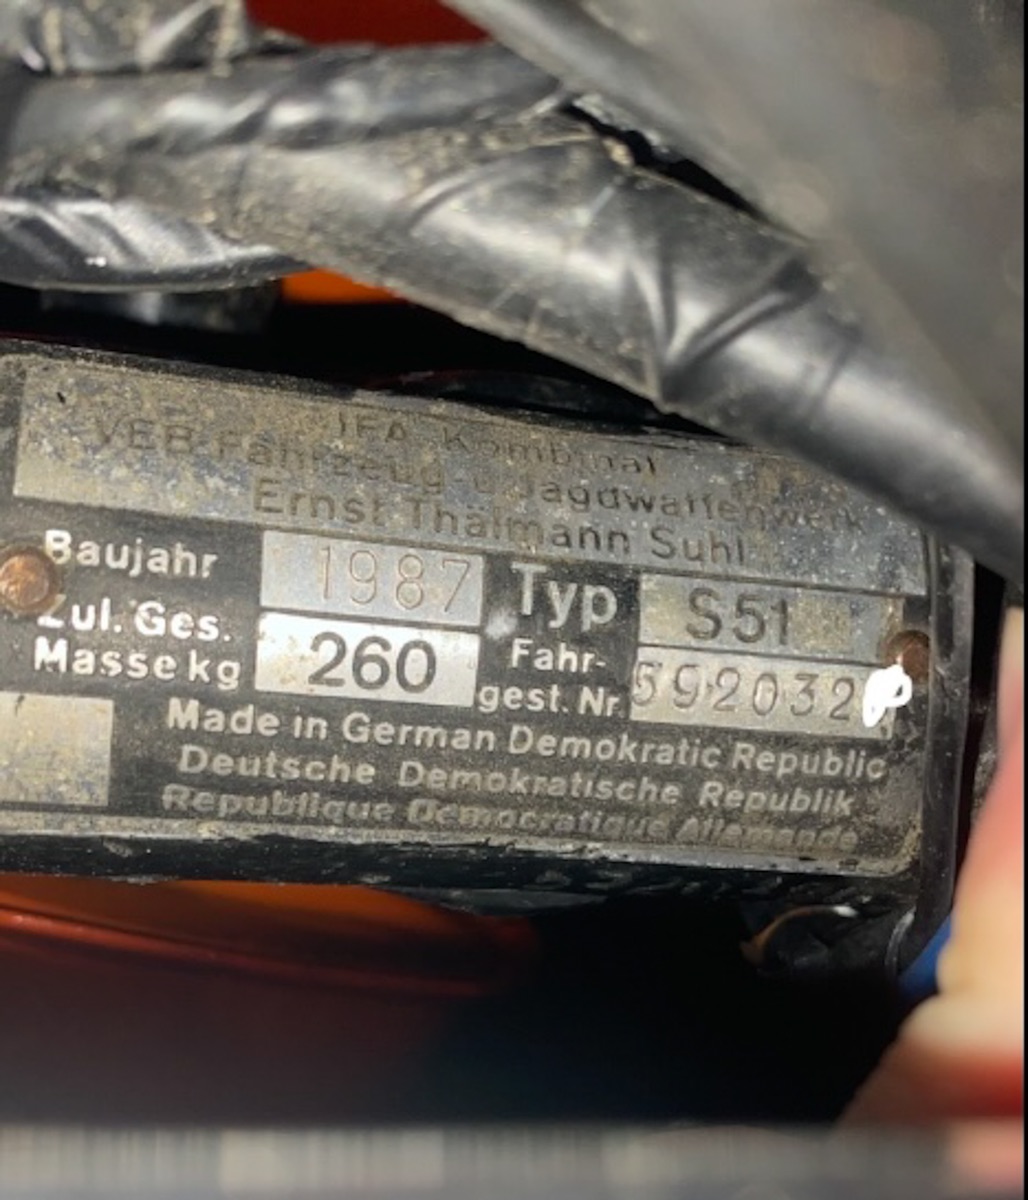 IFA Kombinat
VEB Fahrzeug- u. Jagdwaffenwerk
Ernst Thälmann Suhl
Baujahr 1987 Typ S51
Zul. Ges. Masse kg 260 Fahr-gest. Nr 592032
Made in German Demokratic Republic
Deutsche Demokratische Republik
Republique Democratique Allemande